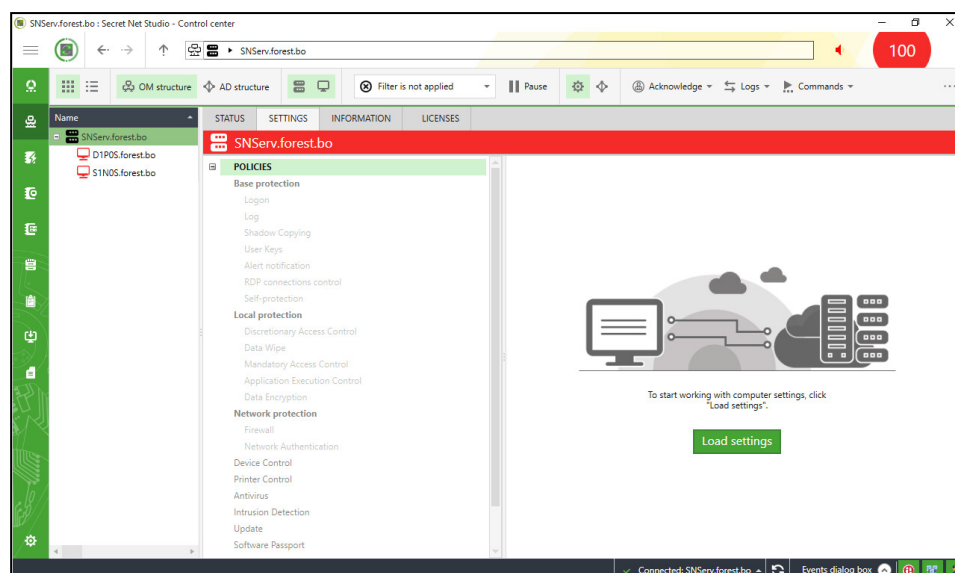 SNServ.forest.bo : Secret Net Studio - Control center
SNServ.forest.bo
100
OM structure
AD structure
Filter is not applied
Pause
Acknowledge
Logs
Commands
Name
SNServ.forest.bo
D1P0S.forest.bo
S1N0S.forest.bo
STATUS SETTINGS INFORMATION LICENSES
SNServ.forest.bo
POLICIES
Base protection
Logon
Log
Shadow Copying
User Keys
Alert notification
RDP connections control
Self-protection
Local protection
Discretionary Access Control
Data Wipe
Mandatory Access Control
Application Execution Control
Data Encryption
Network protection
Firewall
Network Authentication
Device Control
Printer Control
Antivirus
Intrusion Detection
Update
Software Passport
To start working with computer settings, click
"Load settings".
Load settings
Connected: SNServ.forest.bo
Events dialog box